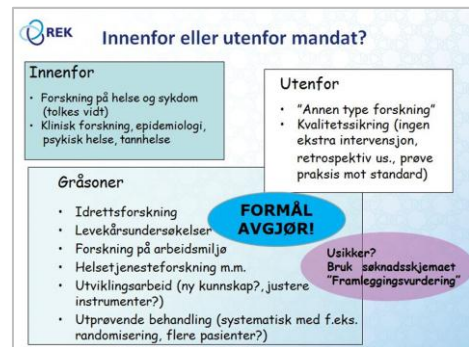 REK
Innenfor eller utenfor mandat?
Innenfor
• Forskning på helse og sykdom
(tolkes vidt)
• Klinisk forskning, epidemiologi,
psykisk helse, tannhelse
Utenfor
• "Annen type forskning"
• Kvalitetssikring (ingen
ekstra intervensjon,
retrospektiv us., prøve
praksis mot standard)
Gråsoner
• Idrettsforskning
• Levekårsundersøkelser
• Forskning på arbeidsmiljø
• Helsetjenesteforskning m.m.
• Utviklingsarbeid (ny kunnskap?, justere
instrumenter?)
• Utprøvende behandling (systematisk med f.eks.
randomisering, flere pasienter?)
FORMÅL
AVGJØR!
Usikker?
Bruk søknadsskjemaet
"Framleggingsvurdering"